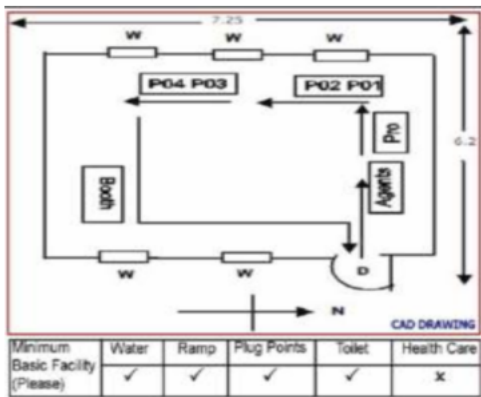 7.25
W W W
P04 P03 P02 P01
Pro
6.2
Booth
Agents
W W
D
N
CAD DRAWING
Minimum Basic Facility (Please) Water Ramp Plug Points Toilet Health Care
✓ ✓ ✓ ✓ x